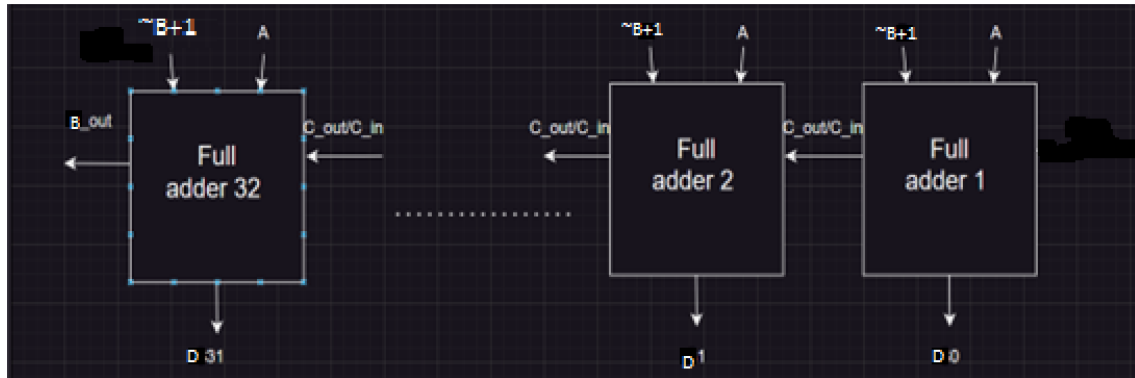 ~B+1 A ~B+1 A ~B+1 A
B_out C_out/C_in C_out/C_in C_out/C_in
Full Full Full
adder 32 adder 2 adder 1
D 31 D 1 D 0